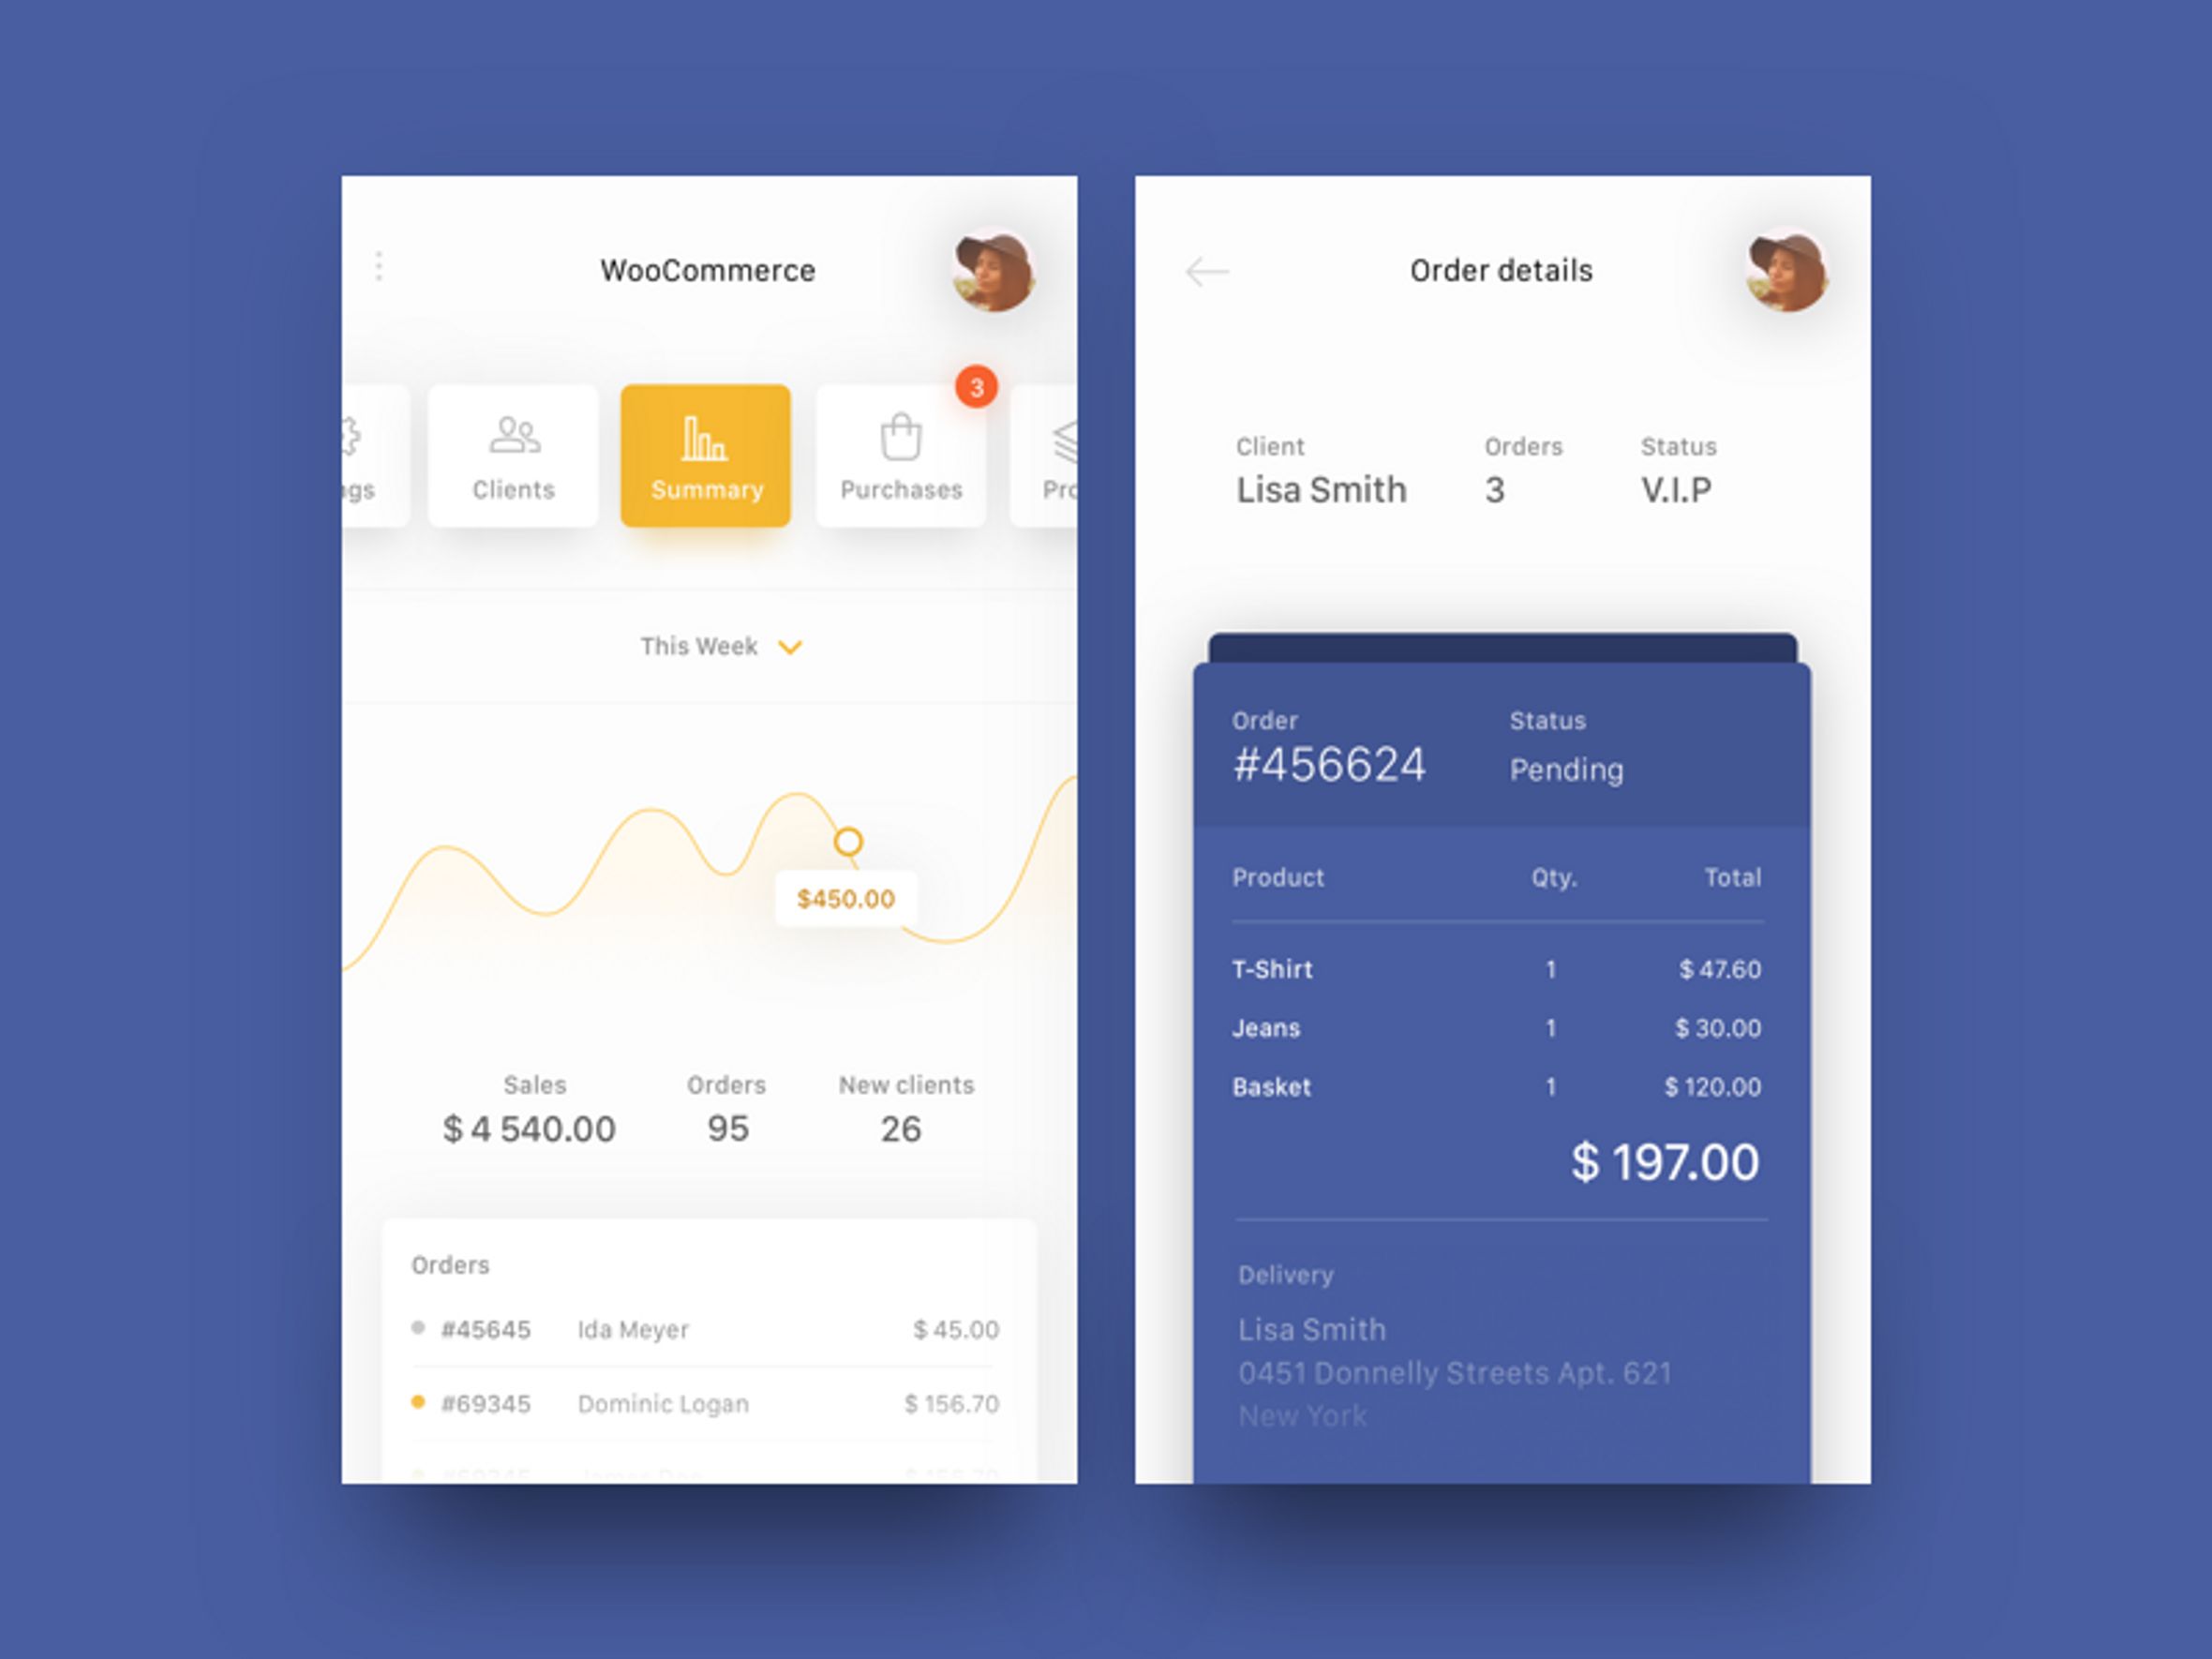 WooCommerce
3
ngs
Clients
Summary
Purchases
Pro
This Week
$450.00
Sales
Orders
New clients
$ 4 540.00
95
26
Orders
#45645 Ida Meyer $ 45.00
#69345 Dominic Logan $ 156.70
Order details
Client
Orders
Status
Lisa Smith
3
V.I.P
Order
Status
#456624
Pending
Product Qty. Total
T-Shirt 1 $ 47.60
Jeans 1 $ 30.00
Basket 1 $ 120.00
$ 197.00
Delivery
Lisa Smith
0451 Donnelly Streets Apt. 621
New York